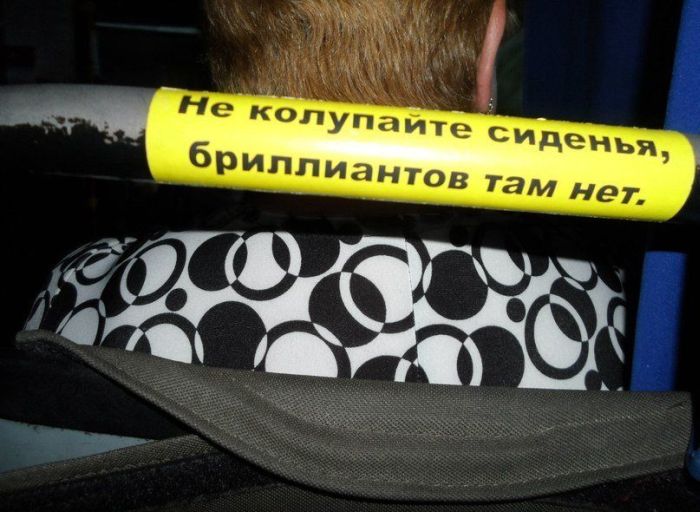 Не колупайте сиденья,
бриллиантов там нет.